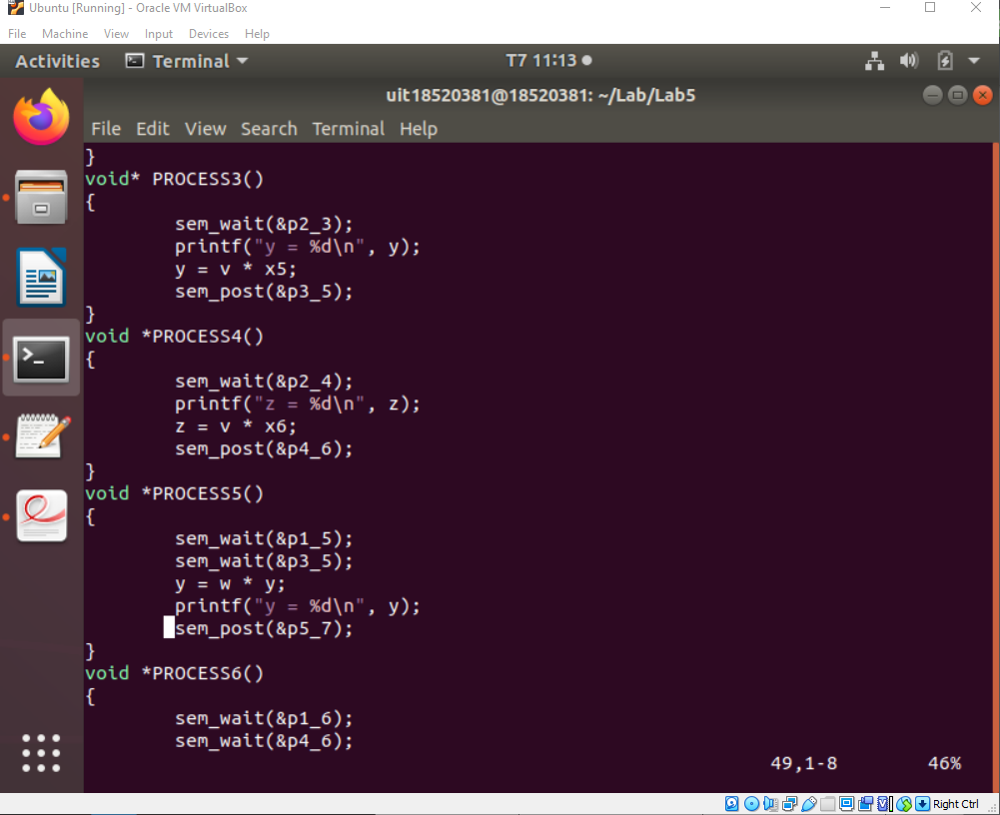 Ubuntu [Running] - Oracle VM VirtualBox
File Machine View Input Devices Help
Activities Terminal T7 11:13
uit18520381@18520381: ~/Lab/Lab5
File Edit View Search Terminal Help
}
void* PROCESS3()
{
sem_wait(&p2_3);
printf("y = %d\n", y);
y = v * x5;
sem_post(&p3_5);
}
void *PROCESS4()
{
sem_wait(&p2_4);
printf("z = %d\n", z);
z = v * x6;
sem_post(&p4_6);
}
void *PROCESS5()
{
sem_wait(&p1_5);
sem_wait(&p3_5);
y = w * y;
printf("y = %d\n", y);
sem_post(&p5_7);
}
void *PROCESS6()
{
sem_wait(&p1_6);
sem_wait(&p4_6);
49,1-8 46%
Right Ctrl